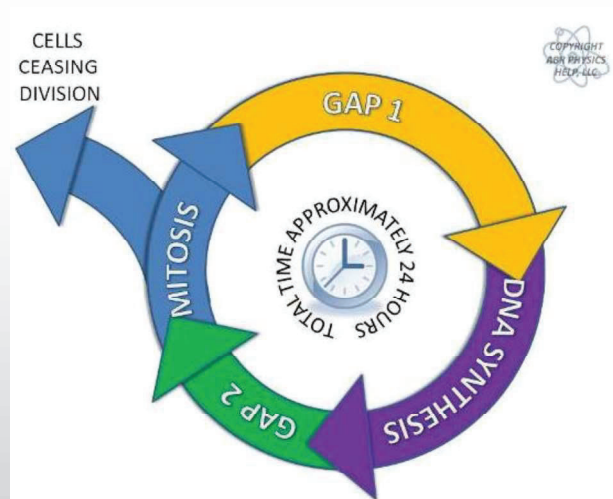 CELLS
CEASING
DIVISION
COPYRIGHT
ABR PHYSICS
HELP, LLC
GAP 1
DNA SYNTHESIS
GAP 2
MITOSIS
TOTAL TIME APPROXIMATELY 24 HOURS